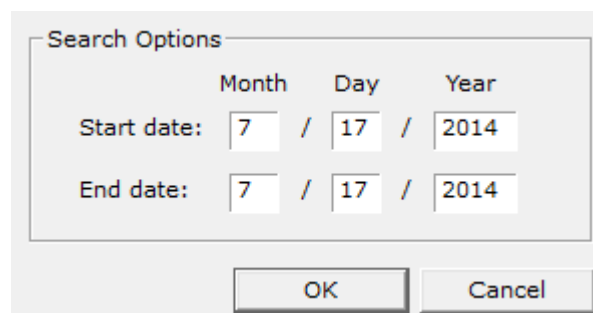 Search Options
Month Day Year
Start date: 7 / 17 / 2014
End date: 7 / 17 / 2014
OK Cancel